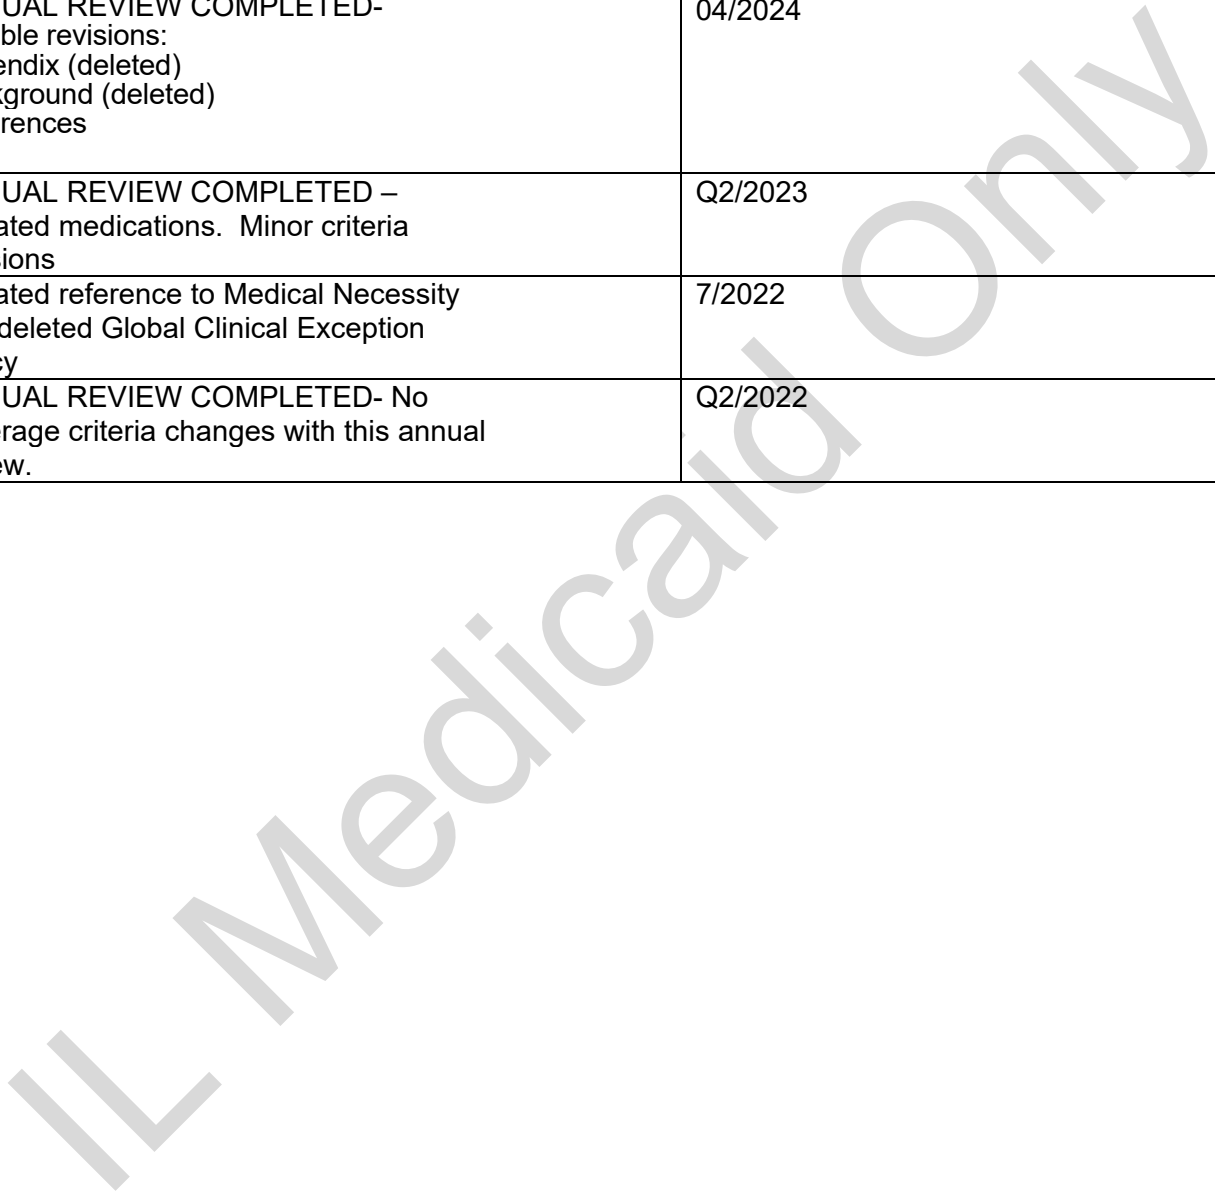 UAL REVIEW COMPLETED- 04/2024
ble revisions:
endix (deleted)
kground (deleted)
rences
UAL REVIEW COMPLETED – Q2/2023
ated medications.  Minor criteria
sions
ated reference to Medical Necessity 7/2022
deleted Global Clinical Exception
cy
UAL REVIEW COMPLETED- No Q2/2022
erage criteria changes with this annual
ew.
IL Medicaid Only